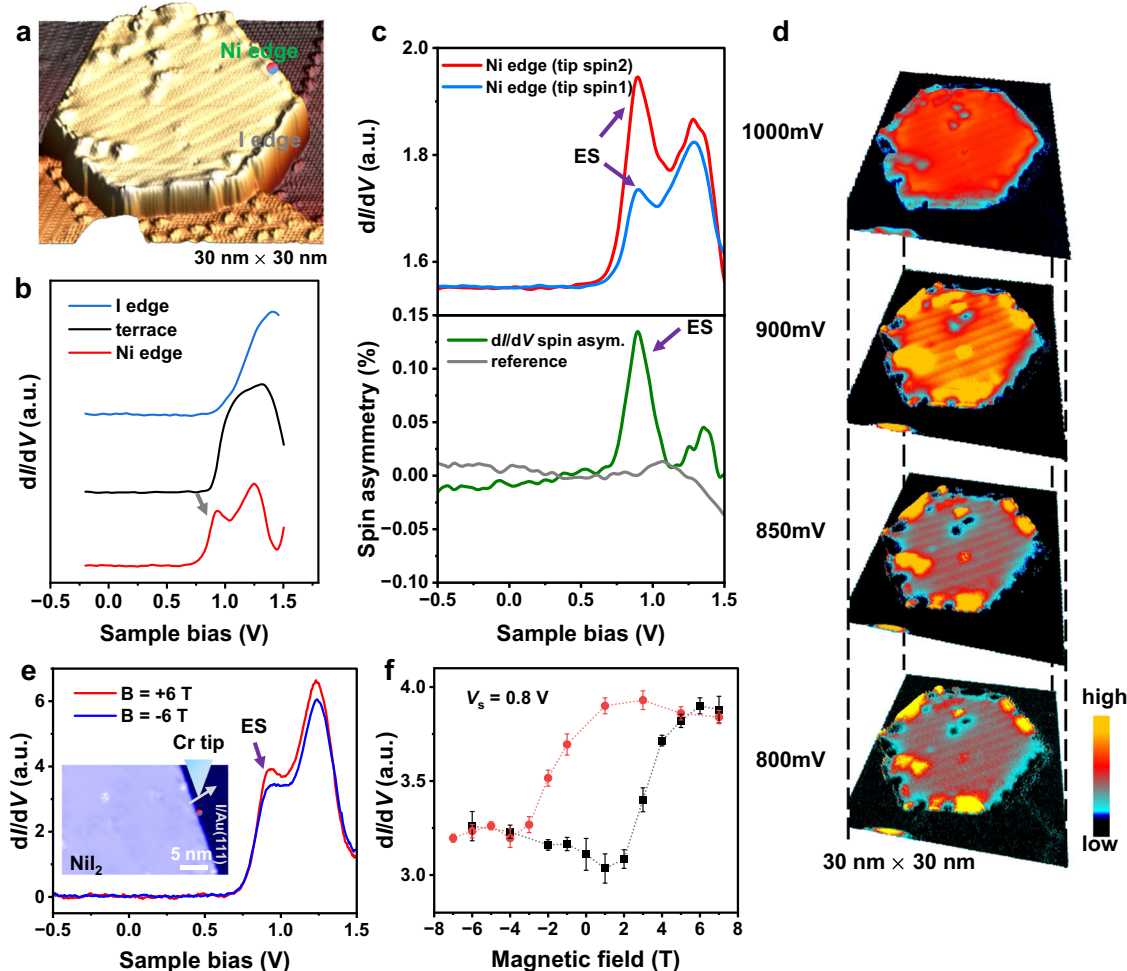 a
Ni edge
I edge
30 nm × 30 nm
b
I edge
terrace
Ni edge
dI/dV (a.u.)
−0.5 0.0 0.5 1.0 1.5
Sample bias (V)
c
2.0
Ni edge (tip spin2)
Ni edge (tip spin1)
1.8
ES
dI/dV (a.u.)
1.6
0.15
ES
dI/dV spin asym.
reference
0.10
0.05
0.00
−0.05
−0.10
Spin asymmetry (%)
−0.5 0.0 0.5 1.0 1.5
Sample bias (V)
d
1000mV
900mV
850mV
800mV
30 nm × 30 nm
high
low
e
B = +6 T
B = -6 T
ES
Cr tip
I/Au(111)
NiI₂
5 nm
6
4
2
0
dI/dV (a.u.)
−0.5 0.0 0.5 1.0 1.5
Sample bias (V)
f
Vs = 0.8 V
4.0
3.5
3.0
dI/dV (a.u.)
−8 −6 −4 −2 0 2 4 6 8
Magnetic field (T)